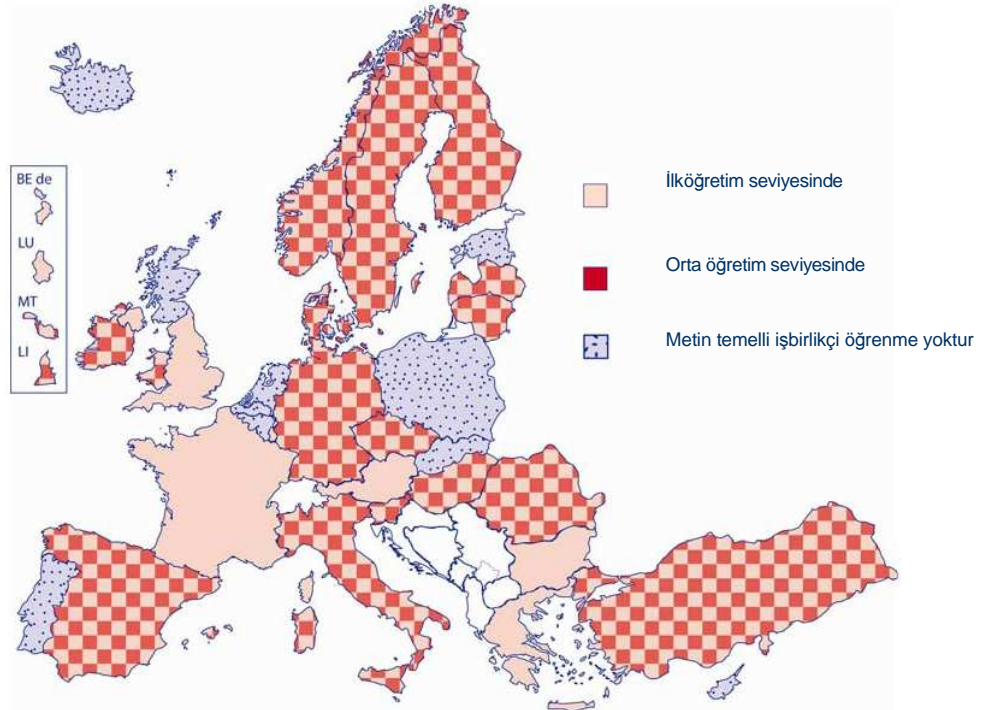 BE de
LU
MT
LI
İlköğretim seviyesinde
Orta öğretim seviyesinde
Metin temelli işbirlikçi öğrenme yoktur